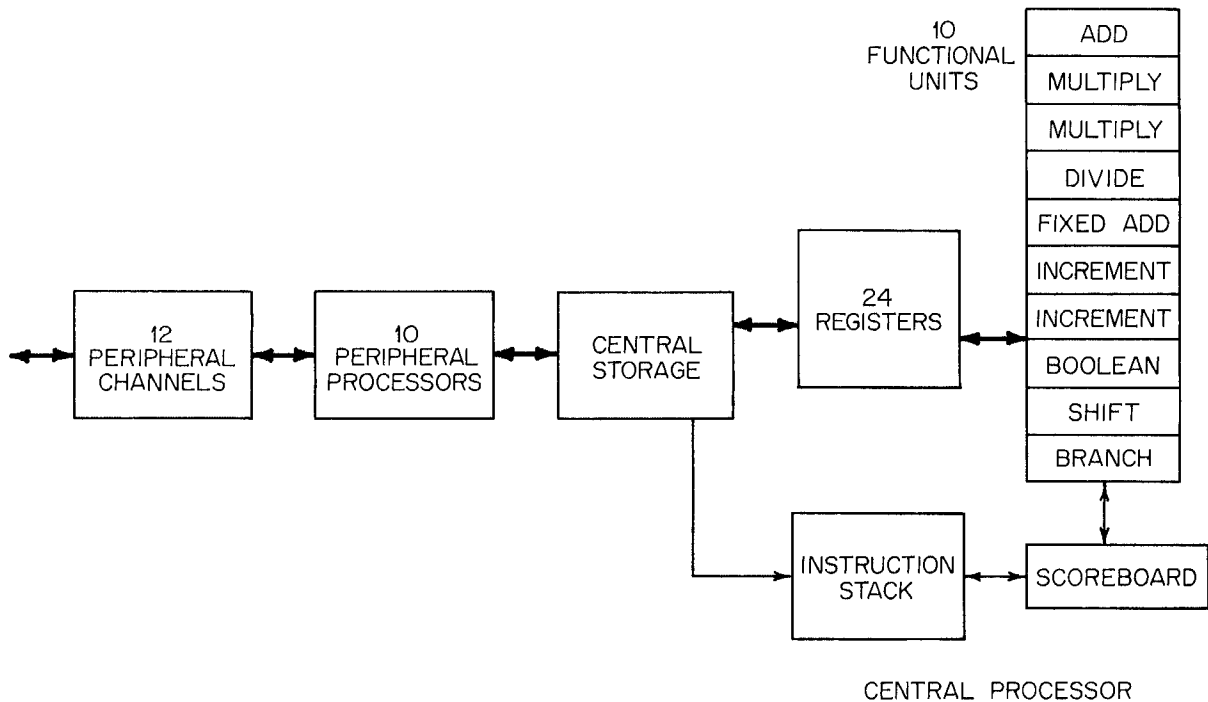 10
FUNCTIONAL
UNITS
ADD
MULTIPLY
MULTIPLY
DIVIDE
FIXED ADD
INCREMENT
INCREMENT
BOOLEAN
SHIFT
BRANCH
24
REGISTERS
12
PERIPHERAL
CHANNELS
10
PERIPHERAL
PROCESSORS
CENTRAL
STORAGE
INSTRUCTION
STACK
SCOREBOARD
CENTRAL PROCESSOR